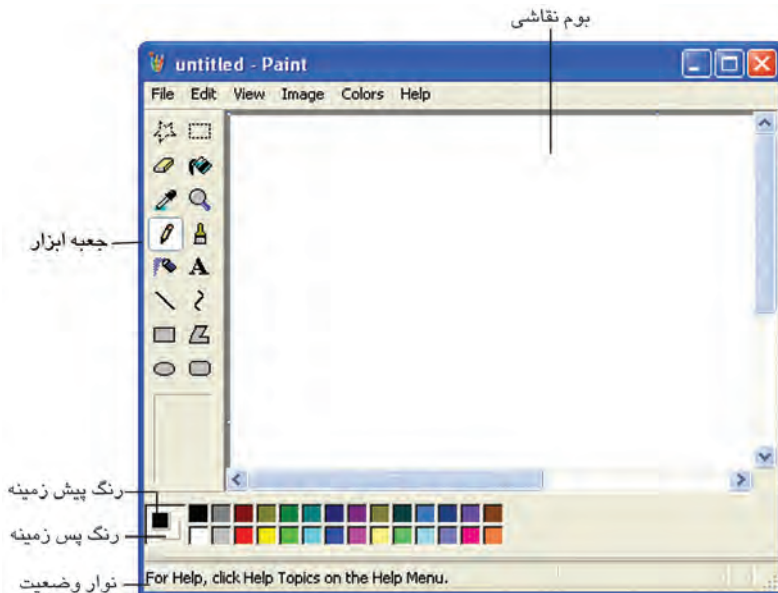 بوم نقاشی
untitled - Paint
File Edit View Image Colors Help
جعبه ابزار
A
رنگ پیش زمینه
رنگ پس زمینه
نوار وضعیت
For Help, click Help Topics on the Help Menu.